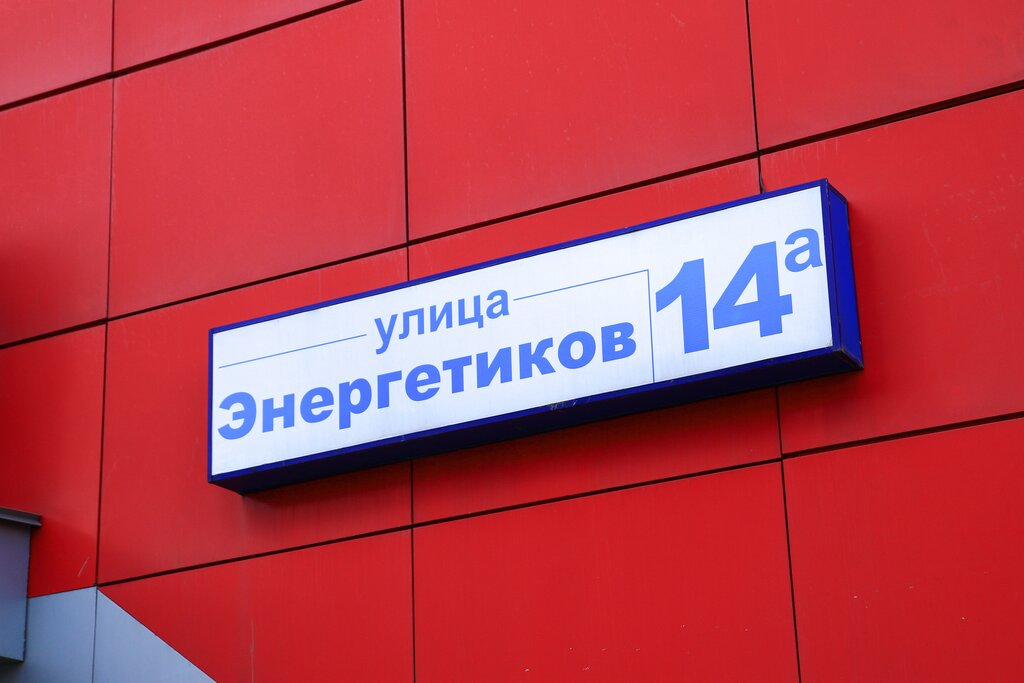 улица
Энергетиков
14а